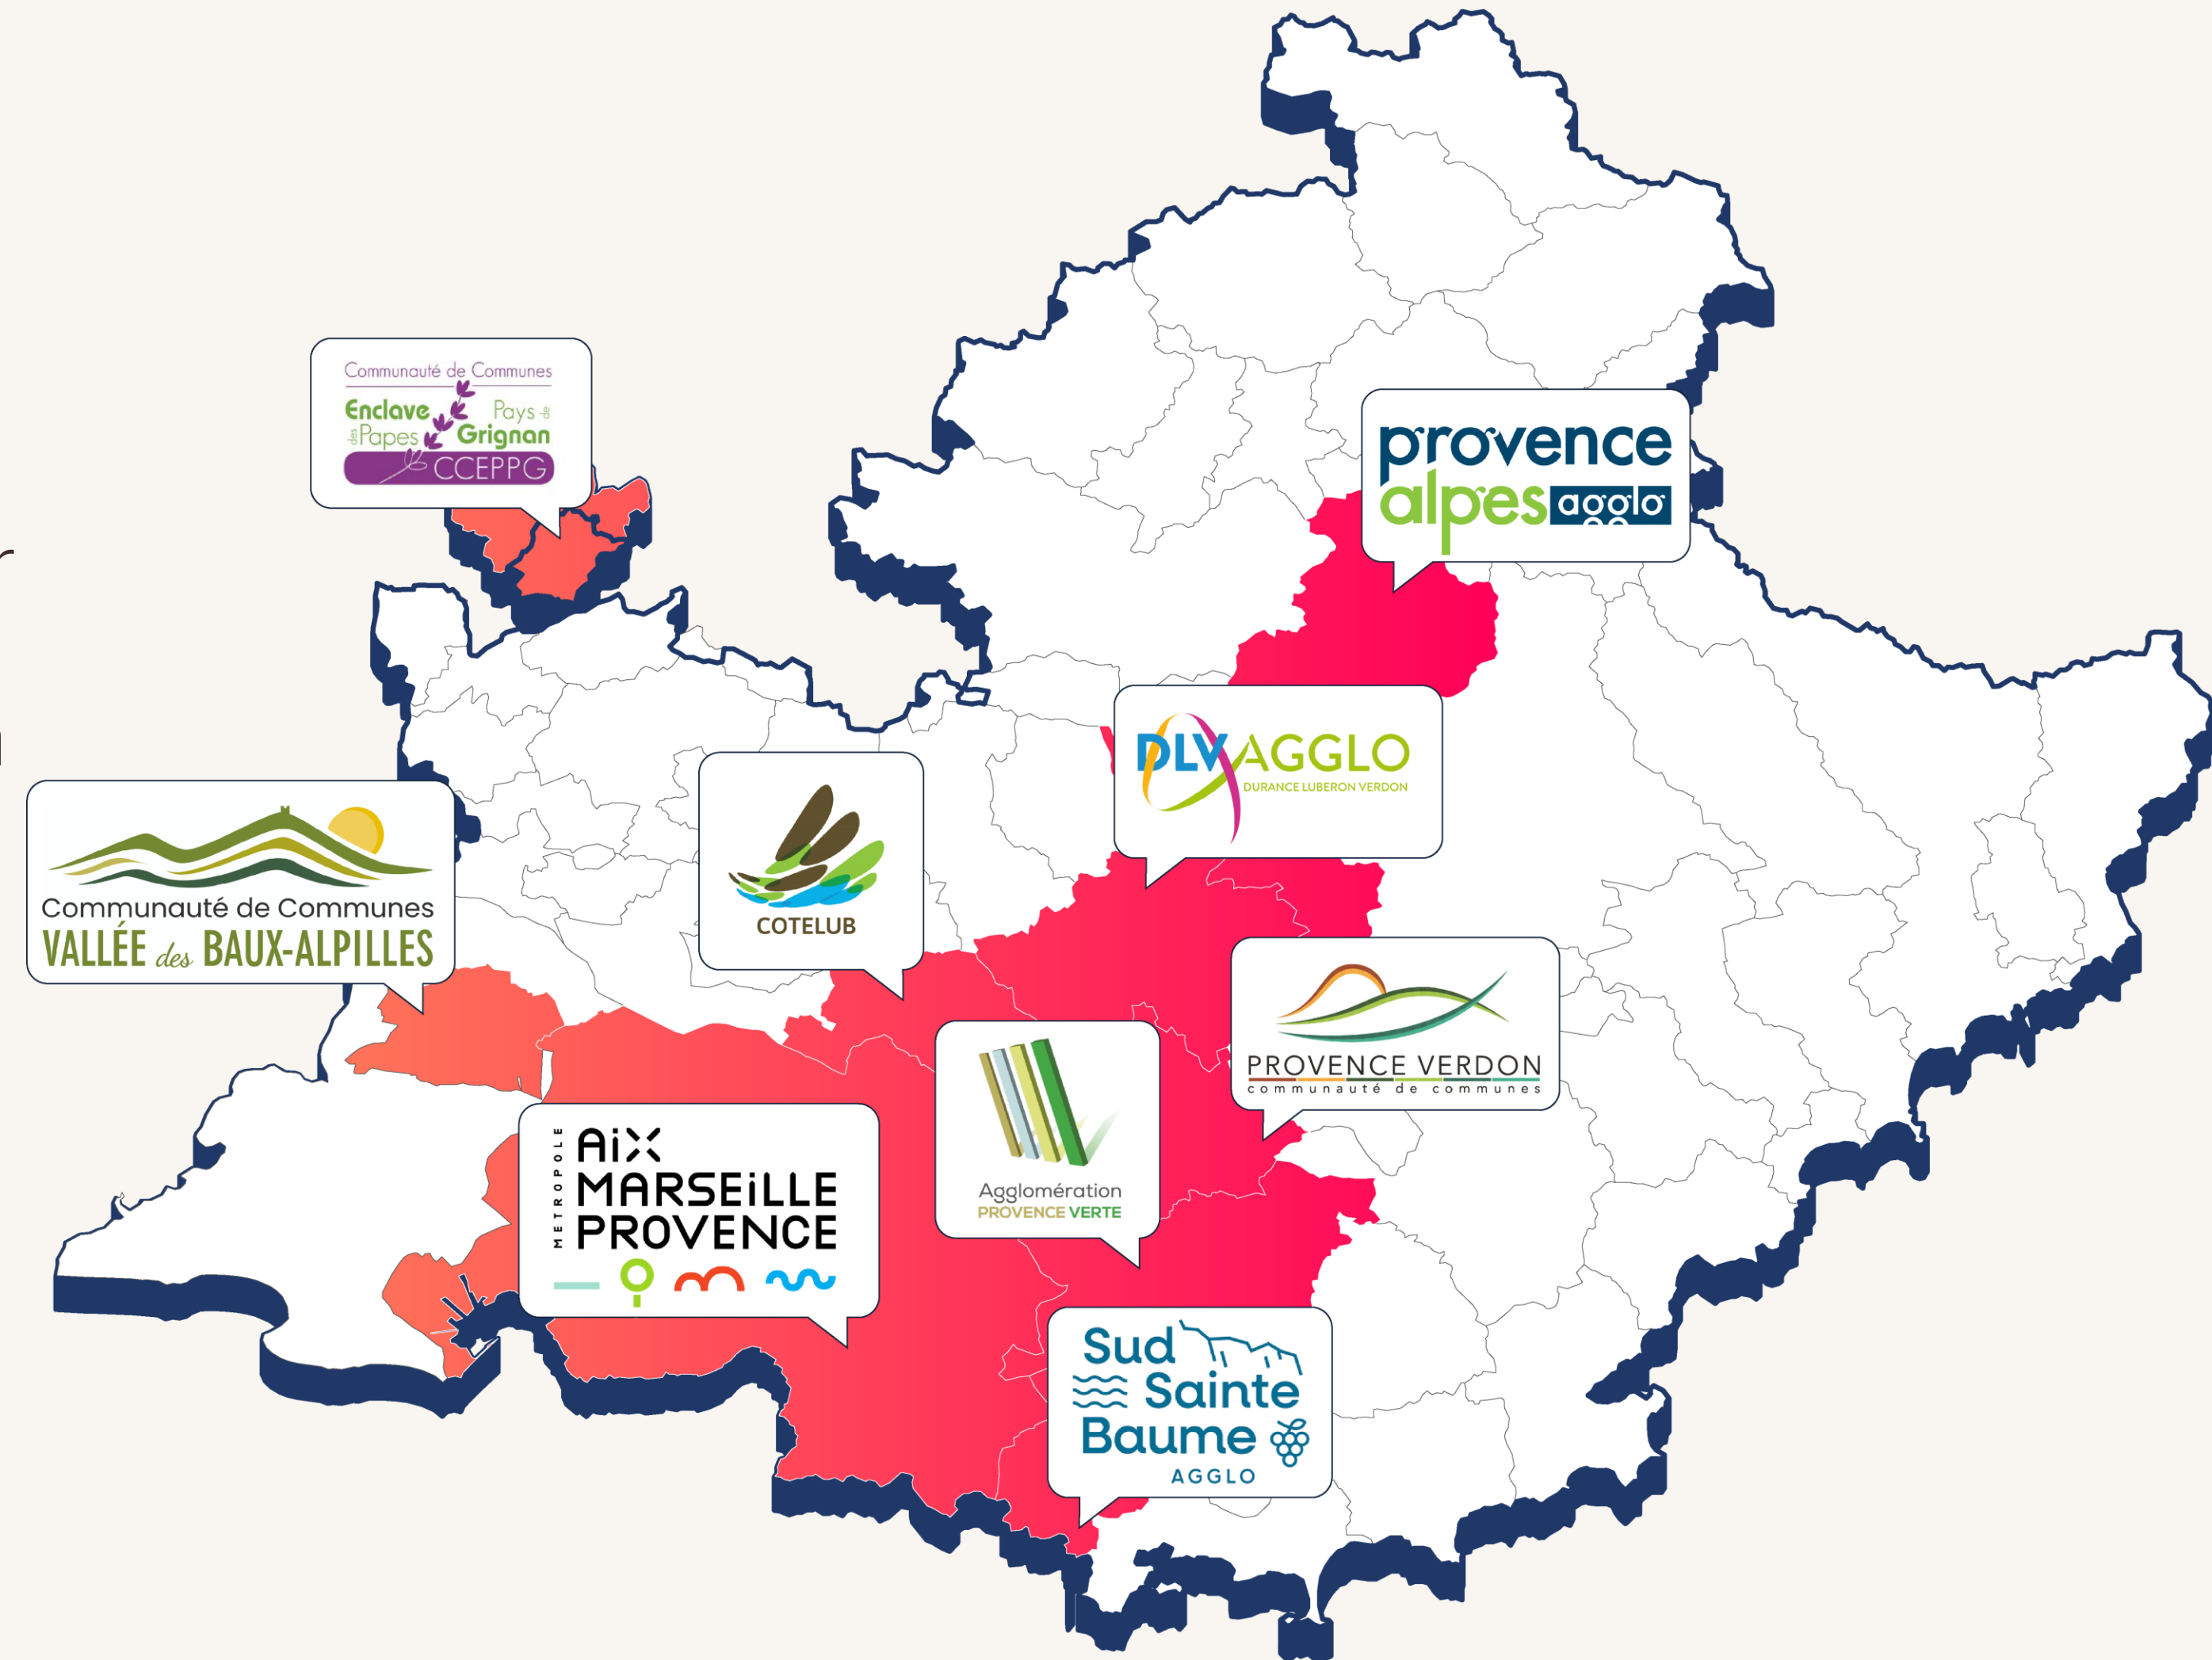 Communauté de Communes
Enclave
des Papes
Pays de
Grignan
CCEPPG
provence
alpes agglo
DLVAGGLO
DURANCE LUBERON VERDON
COTELUB
Communauté de Communes
VALLÉE des BAUX-ALPILLES
PROVENCE VERDON
communauté de communes
METROPOLE
AiX
MARSEiLLE
PROVENCE
Agglomération
PROVENCE VERTE
Sud
Sainte
Baume
AGGLO